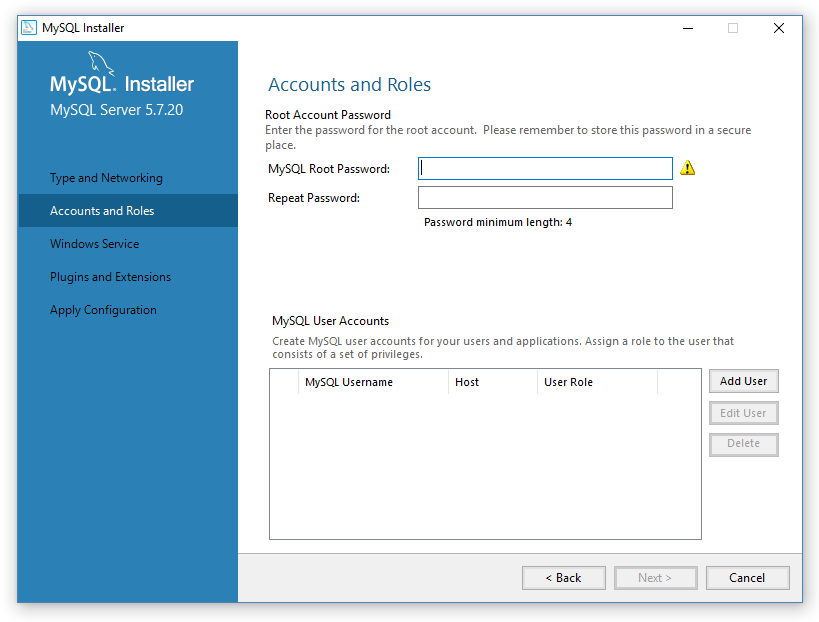 MySQL Installer
MySQL. Installer
MySQL Server 5.7.20
Type and Networking
Accounts and Roles
Windows Service
Plugins and Extensions
Apply Configuration
Accounts and Roles
Root Account Password
Enter the password for the root account.  Please remember to store this password in a secure
place.
MySQL Root Password:
Repeat Password:
Password minimum length: 4
MySQL User Accounts
Create MySQL user accounts for your users and applications. Assign a role to the user that
consists of a set of privileges.
MySQL Username Host User Role
Add User
Edit User
Delete
< Back Next > Cancel